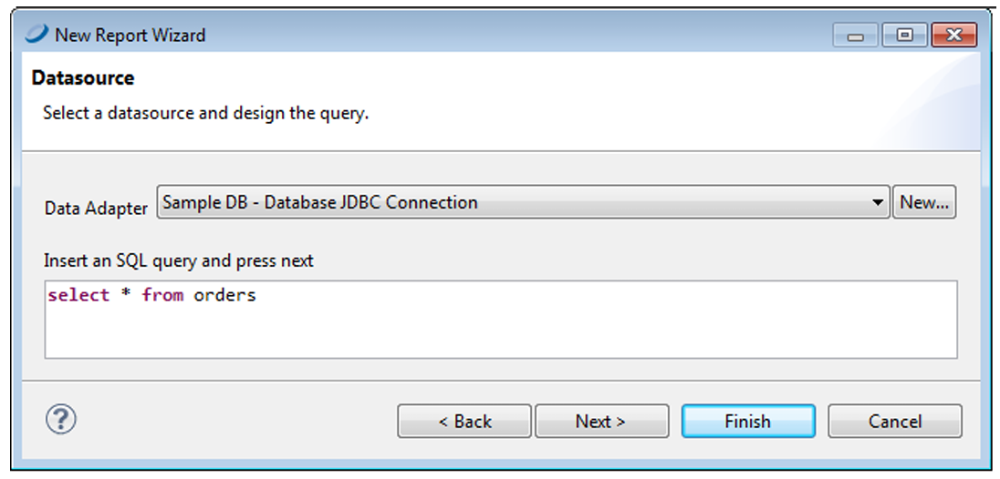 New Report Wizard
Datasource
Select a datasource and design the query.
Data Adapter Sample DB - Database JDBC Connection New...
Insert an SQL query and press next
select * from orders
? < Back Next > Finish Cancel